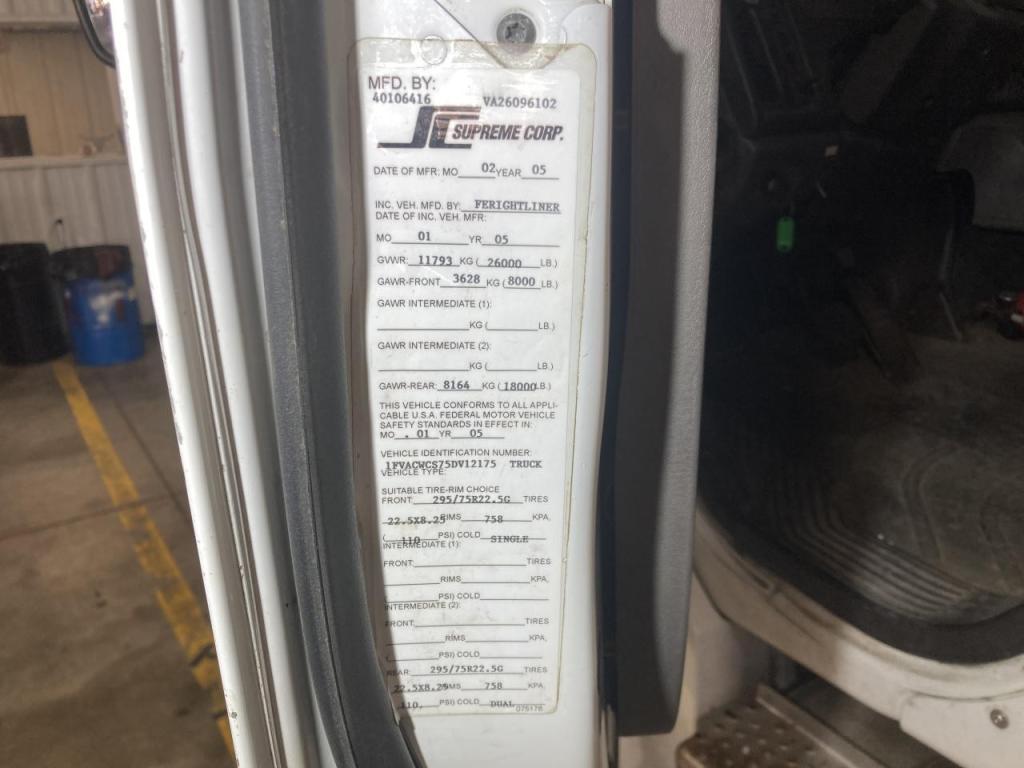 MFD. BY:
40106416 VA26096102
SC SUPREME CORP.
DATE OF MFR: MO 02 YEAR 05
INC. VEH. MFD. BY: FERIGHTLINER
DATE OF INC. VEH. MFR:
MO 01 YR 05
GVWR: 11793 KG (26000 LB.)
GAWR-FRONT 3628 KG (8000 LB.)
GAWR INTERMEDIATE (1):
KG ( LB.)
GAWR INTERMEDIATE (2):
KG ( LB.)
GAWR-REAR: 8164 KG (18000 LB.)
THIS VEHICLE CONFORMS TO ALL APPLI-
CABLE U.S.A. FEDERAL MOTOR VEHICLE
SAFETY STANDARDS IN EFFECT IN:
MO . 01 YR 05
VEHICLE IDENTIFICATION NUMBER:
1FVACWCS75DV12175 TRUCK
VEHICLE TYPE:
SUITABLE TIRE-RIM CHOICE
FRONT: 295/75R22.5G TIRES
22.5X8.25 RIMS 758 KPA,
( 110 PSI) COLD SINGLE
INTERMEDIATE (1):
FRONT: TIRES
RIMS KPA,
( PSI) COLD
INTERMEDIATE (2):
FRONT: TIRES
RIMS KPA,
( PSI) COLD
REAR: 295/75R22.5G TIRES
22.5X8.25 RIMS 758 KPA,
110, PSI) COLD DUAL
075176